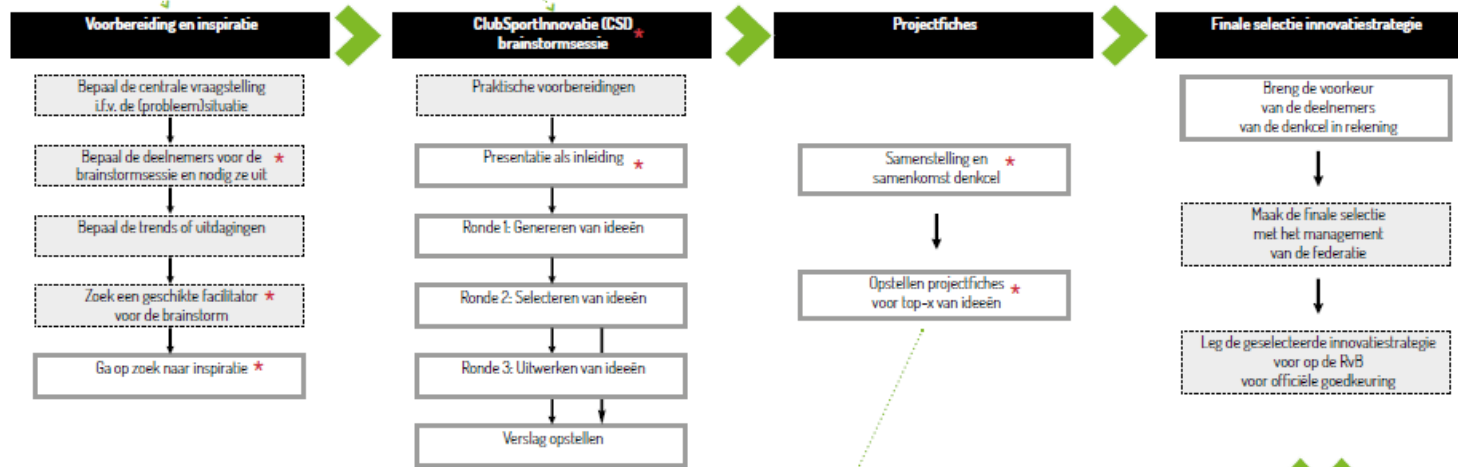 Voorbereiding en inspiratie
Bepaal de centrale vraagstelling
i.f.v. de (probleem)situatie
Bepaal de deelnemers voor de *
brainstormsessie en nodig ze uit
Bepaal de trends of uitdagingen
Zoek een geschikte facilitator *
voor de brainstorm
Ga op zoek naar inspiratie *
ClubSportInnovatie (CSI) *
brainstormsessie
Praktische voorbereidingen
Presentatie als inleiding *
Ronde 1: Genereren van ideeën
Ronde 2: Selecteren van ideeën
Ronde 3: Uitwerken van ideeën
Verslag opstellen
Projectfiches
Samenstelling en *
samenkomst denkcel
Opstellen projectfiches *
voor top-x van ideeën
Finale selectie innovatiestrategie
Breng de voorkeur
van de deelnemers
van de denkcel in rekening
Maak de finale selectie
met het management
van de federatie
Leg de geselecteerde innovatiestrategie
voor op de RvB
voor officiële goedkeuring